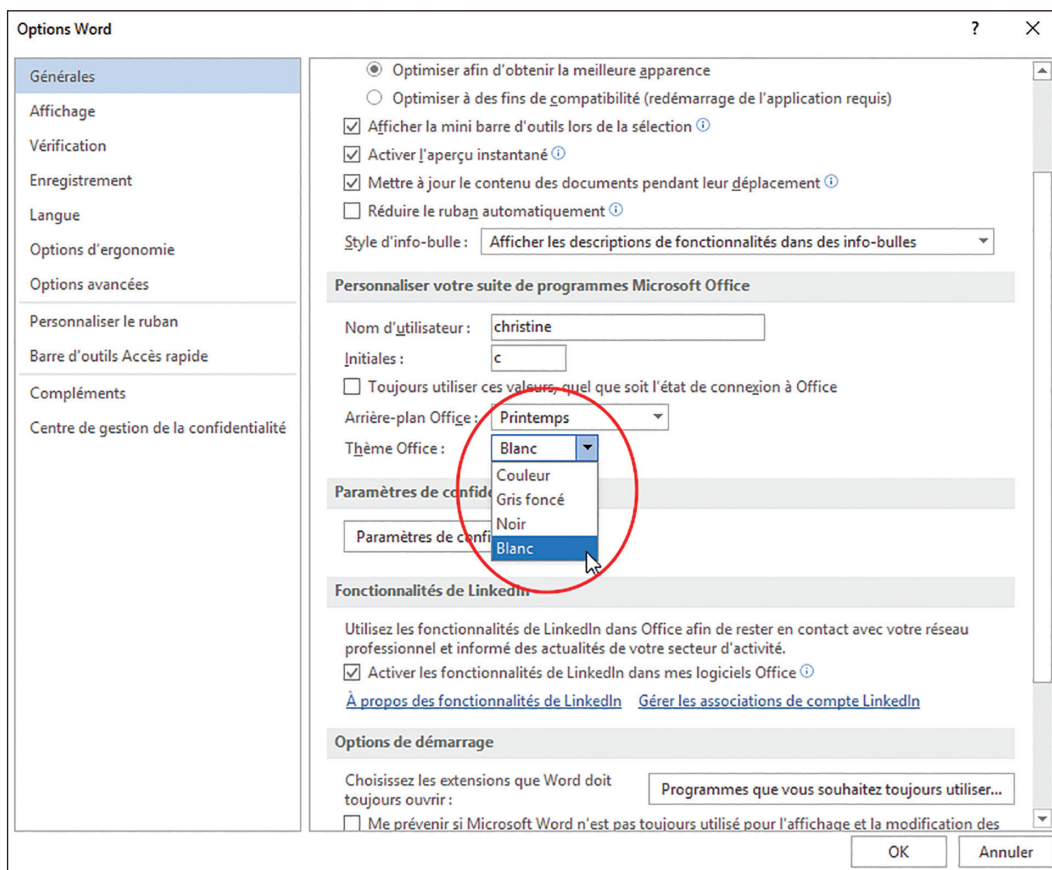 Options Word
?
Générales
Affichage
Vérification
Enregistrement
Langue
Options d'ergonomie
Options avancées
Personnaliser le ruban
Barre d'outils Accès rapide
Compléments
Centre de gestion de la confidentialité
Optimiser afin d'obtenir la meilleure apparence
Optimiser à des fins de compatibilité (redémarrage de l'application requis)
Afficher la mini barre d'outils lors de la sélection
Activer l'aperçu instantané
Mettre à jour le contenu des documents pendant leur déplacement
Réduire le ruban automatiquement
Style d'info-bulle : Afficher les descriptions de fonctionnalités dans des info-bulles
Personnaliser votre suite de programmes Microsoft Office
Nom d'utilisateur : christine
Initiales : c
Toujours utiliser ces valeurs, quel que soit l'état de connexion à Office
Arrière-plan Office : Printemps
Thème Office : Blanc
Couleur
Gris foncé
Noir
Blanc
Paramètres de confide
Paramètres de confi
Fonctionnalités de LinkedIn
Utilisez les fonctionnalités de LinkedIn dans Office afin de rester en contact avec votre réseau
professionnel et informé des actualités de votre secteur d'activité.
Activer les fonctionnalités de LinkedIn dans mes logiciels Office
À propos des fonctionnalités de LinkedIn Gérer les associations de compte LinkedIn
Options de démarrage
Choisissez les extensions que Word doit
toujours ouvrir :
Programmes que vous souhaitez toujours utiliser...
Me prévenir si Microsoft Word n'est pas toujours utilisé pour l'affichage et la modification des
OK
Annuler